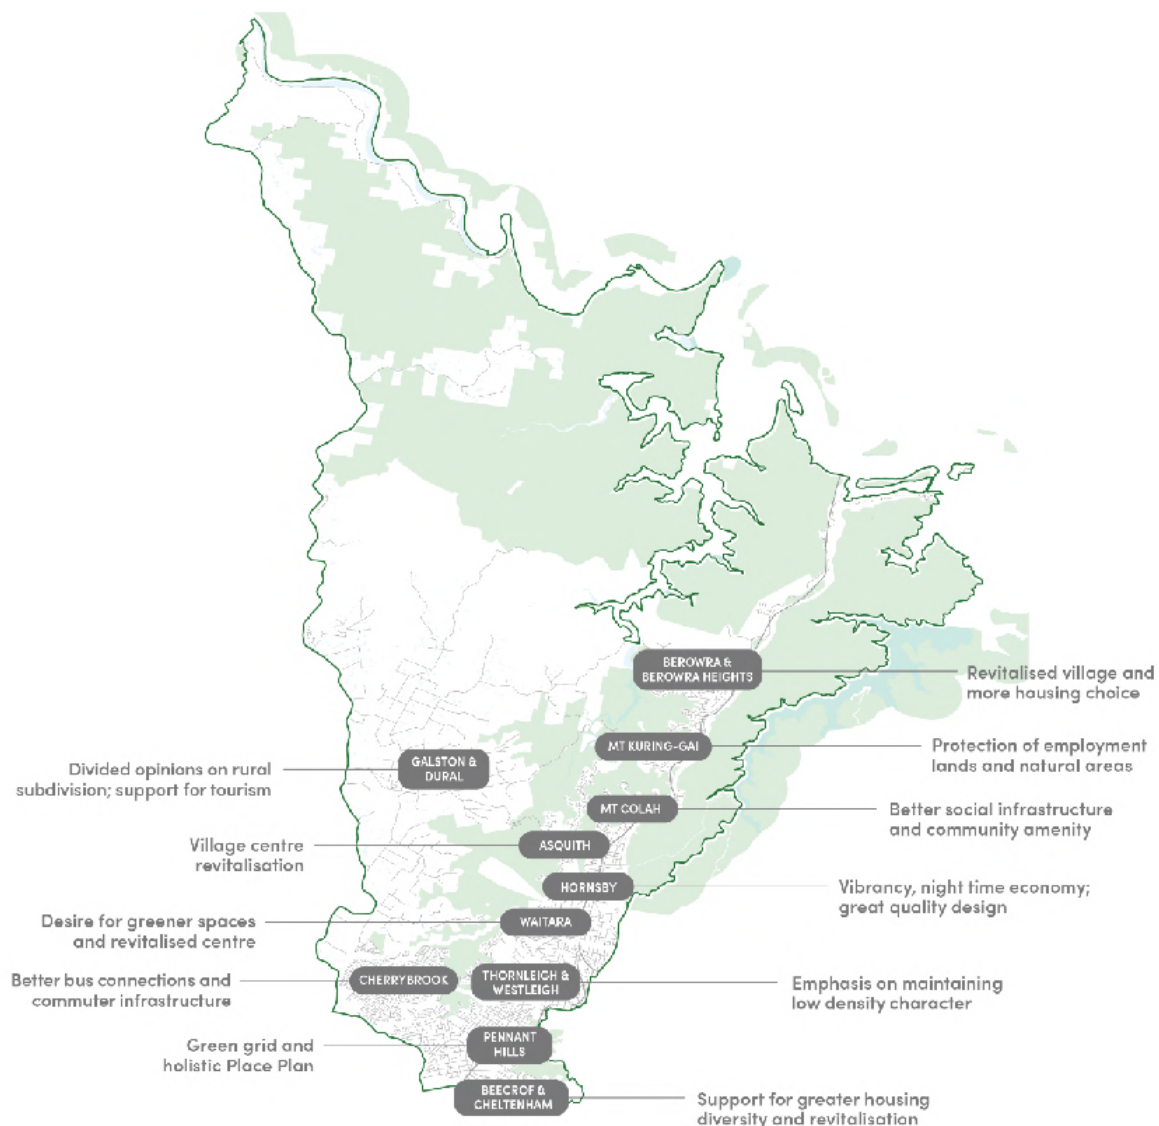 BEROWRA &
BEROWRA HEIGHTS
Revitalised village and
more housing choice
MT KURING-GAI
Protection of employment
lands and natural areas
GALSTON &
DURAL
Divided opinions on rural
subdivision; support for tourism
MT COLAH
Better social infrastructure
and community amenity
ASQUITH
Village centre
revitalisation
HORNSBY
Vibrancy, night time economy;
great quality design
WAITARA
Desire for greener spaces
and revitalised centre
CHERRYBROOK
Better bus connections and
commuter infrastructure
THORNLEIGH &
WESTLEIGH
Emphasis on maintaining
low density character
PENNANT
HILLS
Green grid and
holistic Place Plan
BEECROF &
CHELTENHAM
Support for greater housing
diversity and revitalisation